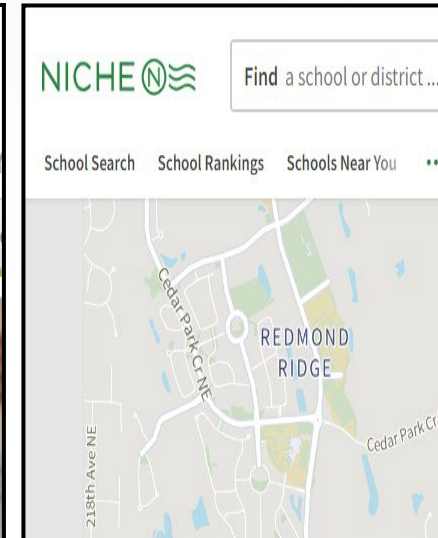 NICHE N
Find a school or district ...
School Search School Rankings Schools Near You
Cedar Park Cr NE
REDMOND
RIDGE
218th Ave NE
Cedar Park Cr